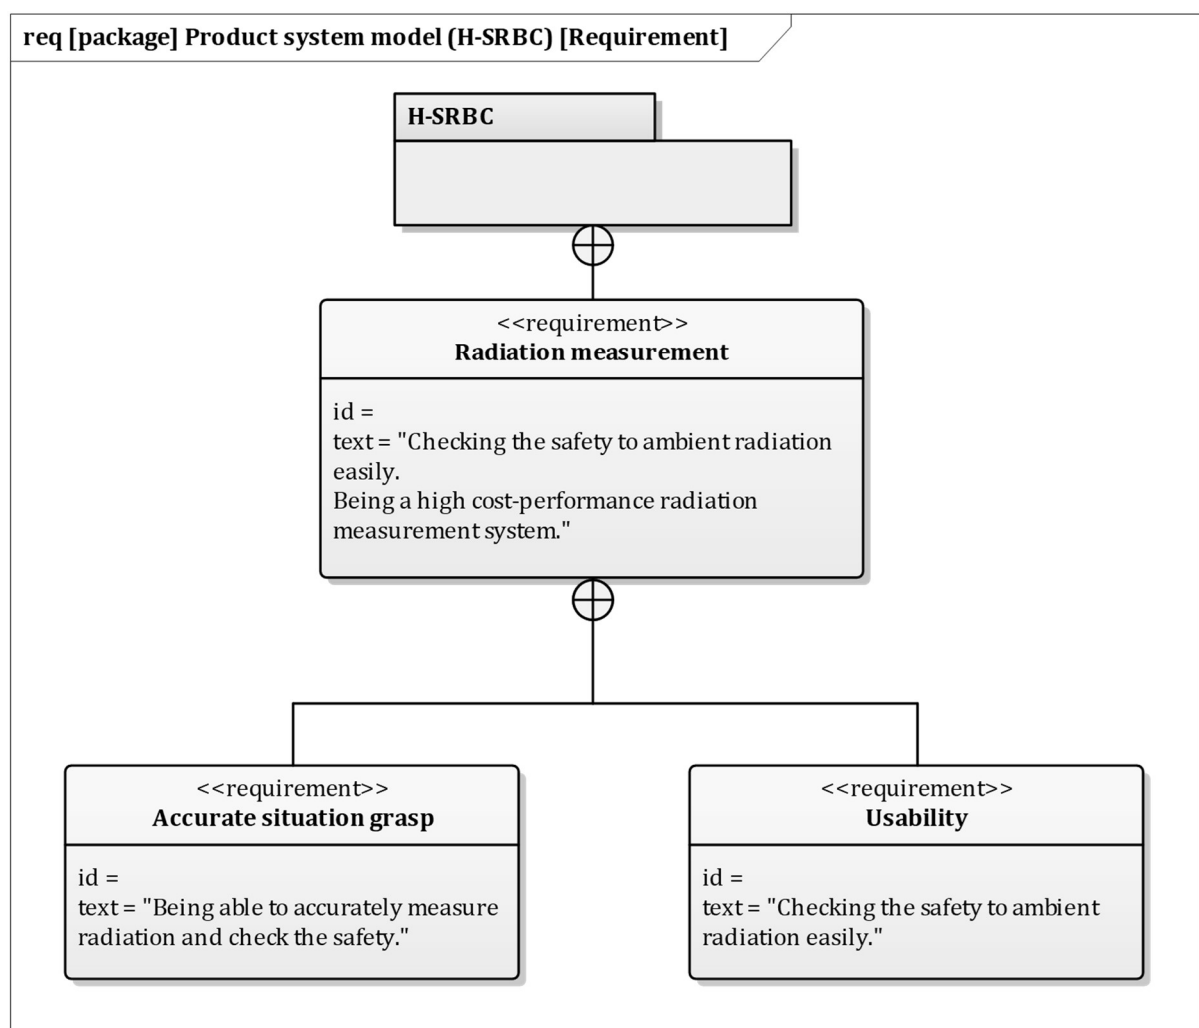 req [package] Product system model (H-SRBC) [Requirement]
H-SRBC
<<requirement>>
Radiation measurement
id =
text = "Checking the safety to ambient radiation
easily.
Being a high cost-performance radiation
measurement system."
<<requirement>>
Accurate situation grasp
id =
text = "Being able to accurately measure
radiation and check the safety."
<<requirement>>
Usability
id =
text = "Checking the safety to ambient
radiation easily."